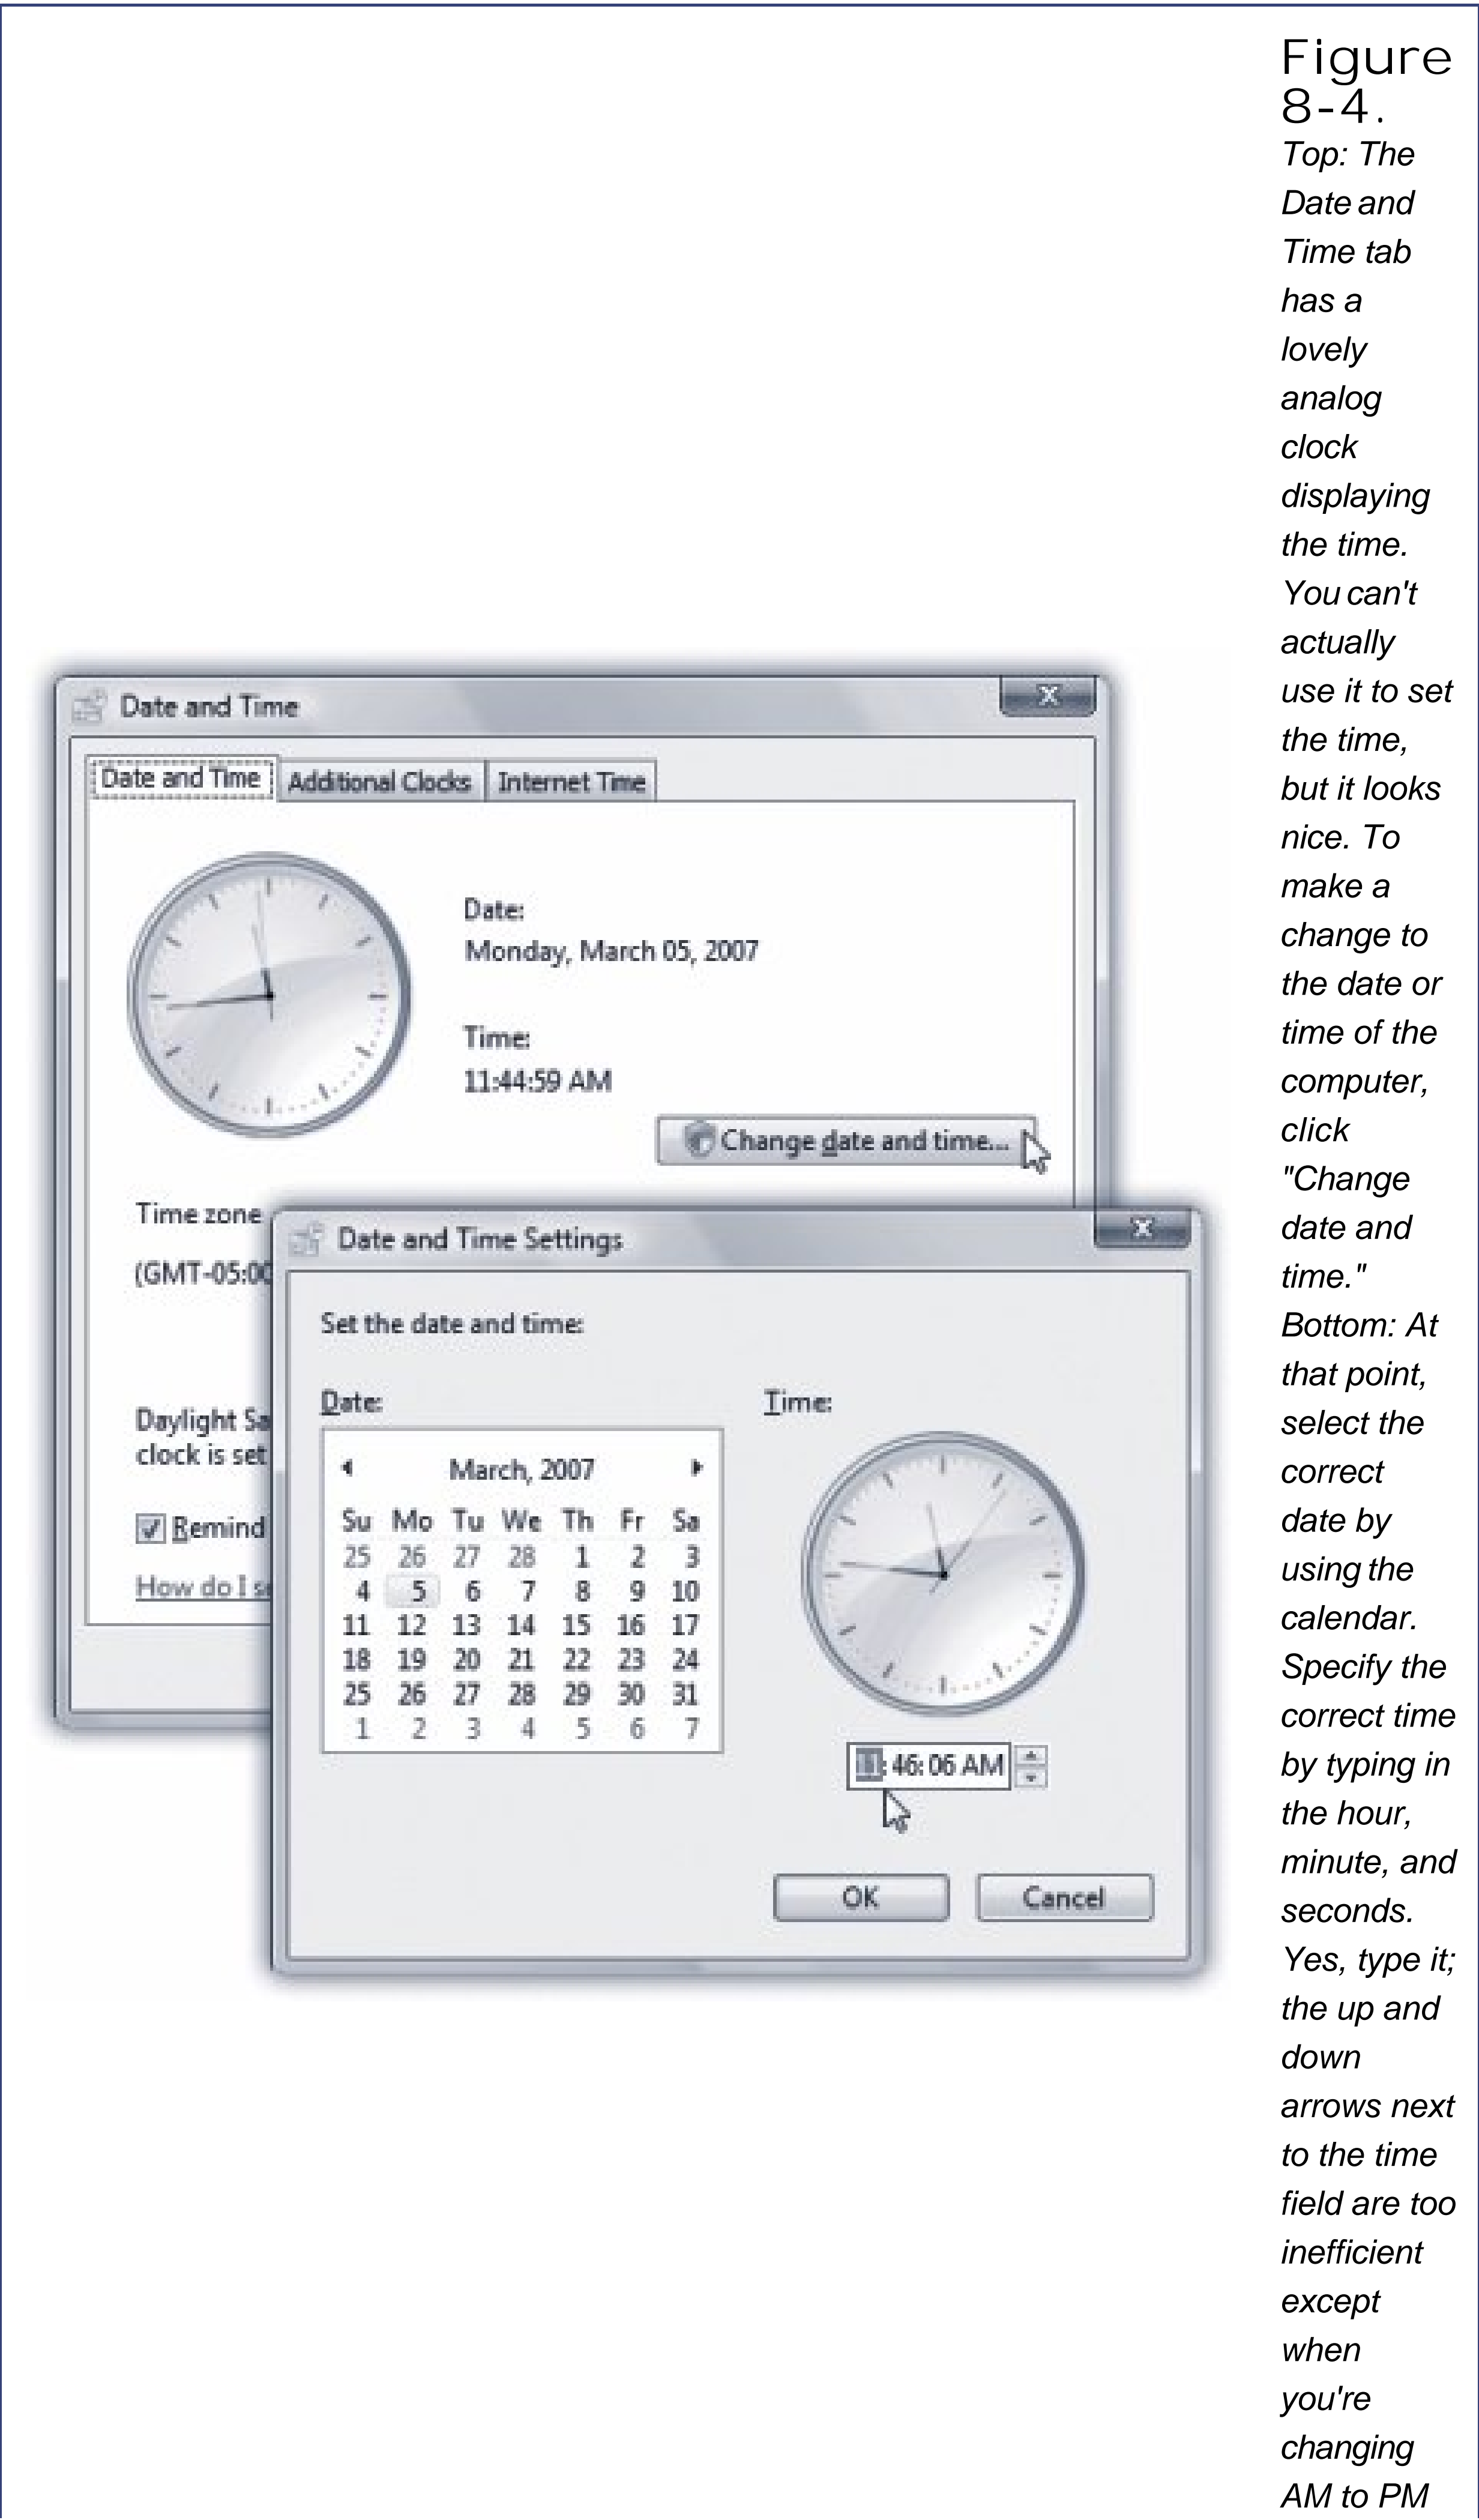 Figure
8-4.
Top: The
Date and
Time tab
has a
lovely
analog
clock
displaying
the time.
You can't
actually
use it to set
the time,
but it looks
nice. To
make a
change to
the date or
time of the
computer,
click
"Change
date and
time."
Bottom: At
that point,
select the
correct
date by
using the
calendar.
Specify the
correct time
by typing in
the hour,
minute, and
seconds.
Yes, type it;
the up and
down
arrows next
to the time
field are too
inefficient
except
when
you're
changing
AM to PM
Date and Time
Date and Time Additional Clocks Internet Time
Date:
Monday, March 05, 2007
Time:
11:44:59 AM
Change date and time...
Time zone
(GMT-05:00
Daylight Sa
clock is set
Remind
How do I se
Date and Time Settings
Set the date and time:
Date: Time:
March, 2007
Su Mo Tu We Th Fr Sa
25 26 27 28 1 2 3
4 5 6 7 8 9 10
11 12 13 14 15 16 17
18 19 20 21 22 23 24
25 26 27 28 29 30 31
1 2 3 4 5 6 7
11: 46: 06 AM
OK Cancel